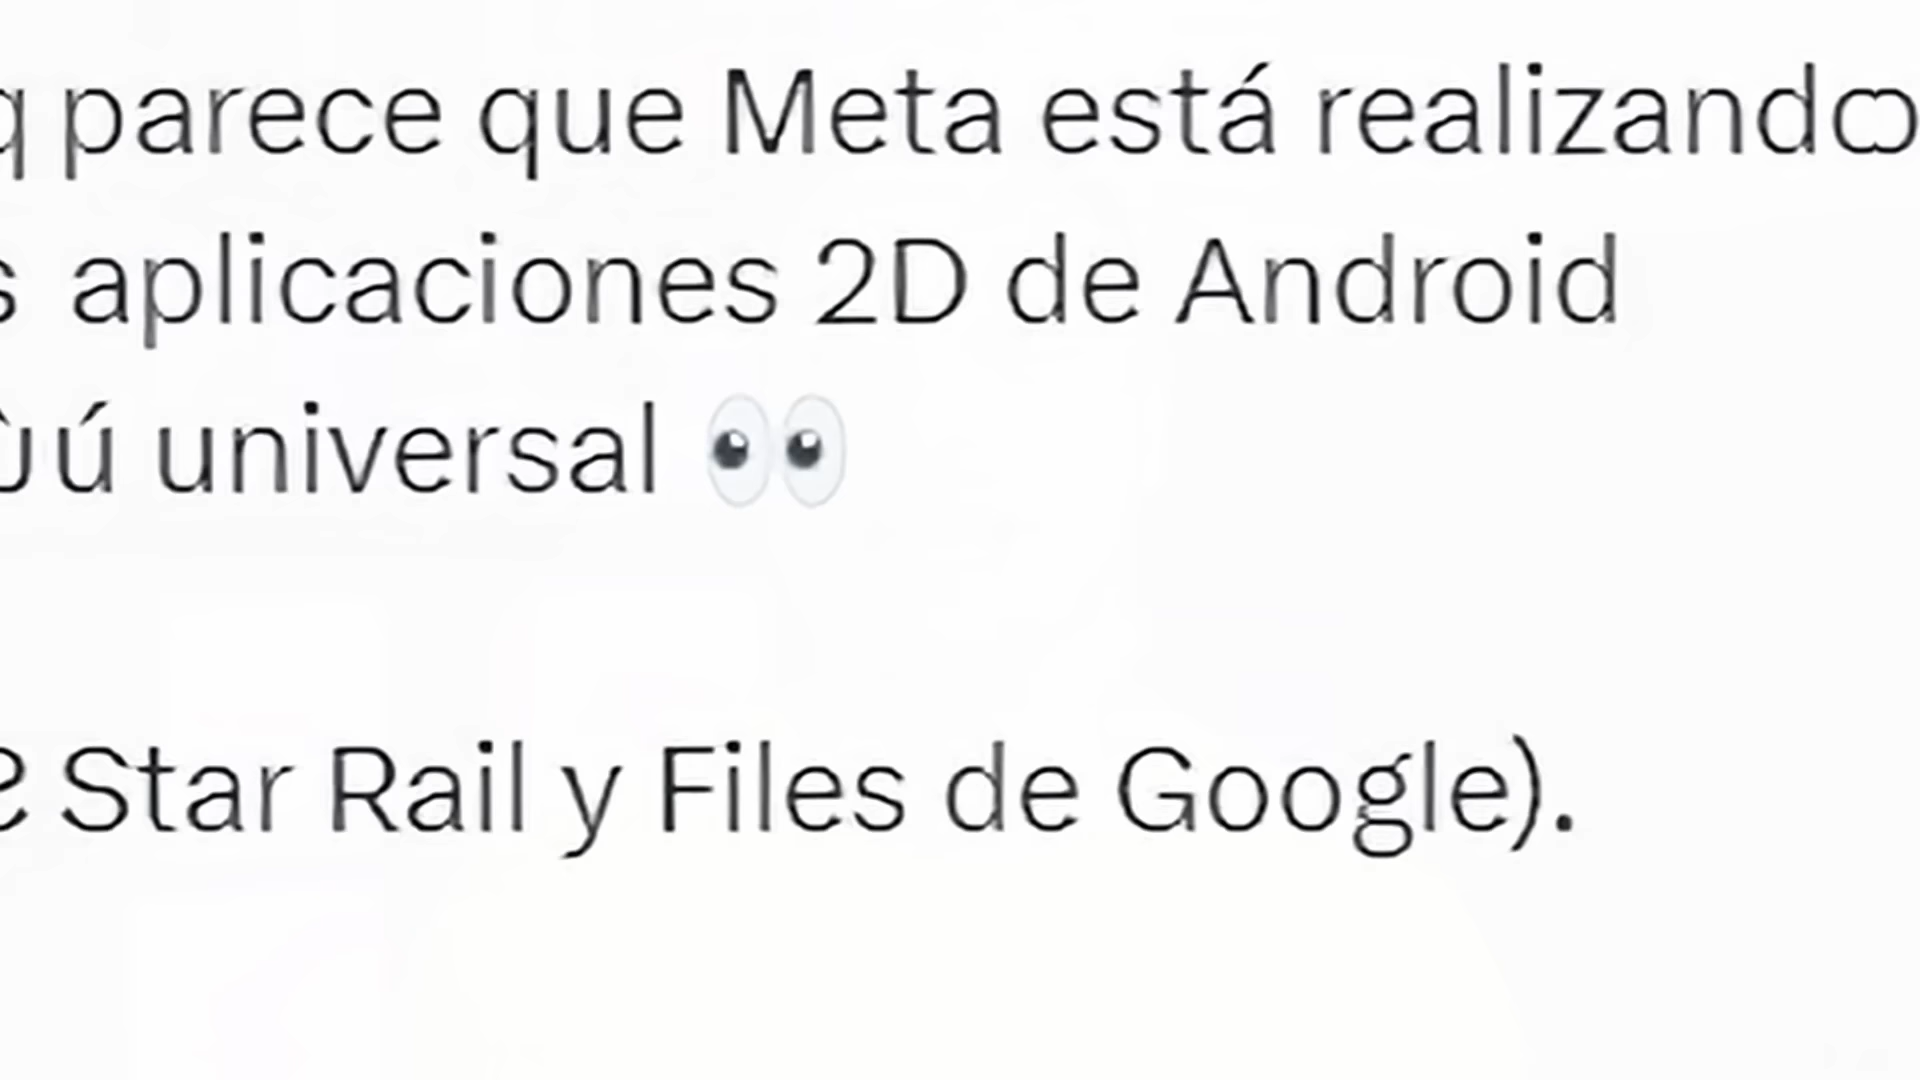 parece que Meta está realizando
aplicaciones 2D de Android
universal 👀
Star Rail y Files de Google).